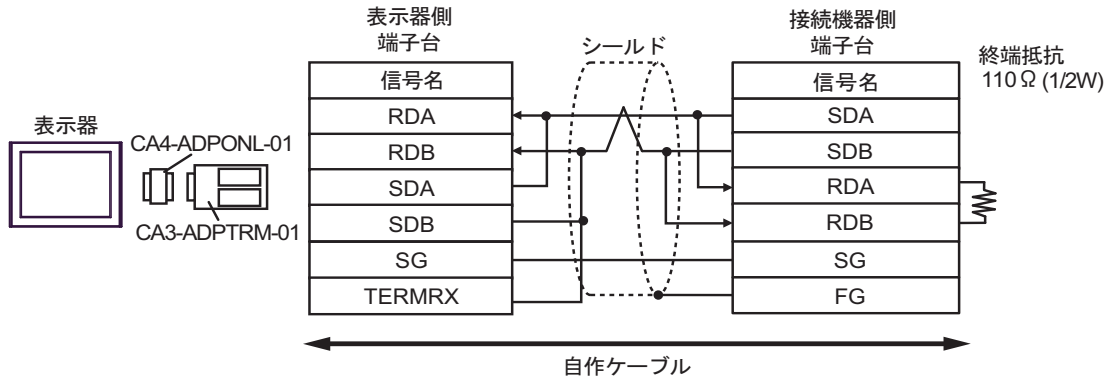 表示器
CA4-ADPONL-01
CA3-ADPTRM-01
表示器側
端子台
信号名
RDA
RDB
SDA
SDB
SG
TERMRX
シールド
接続機器側
端子台
信号名
SDA
SDB
RDA
RDB
SG
FG
終端抵抗
110Ω(1/2W)
自作ケーブル